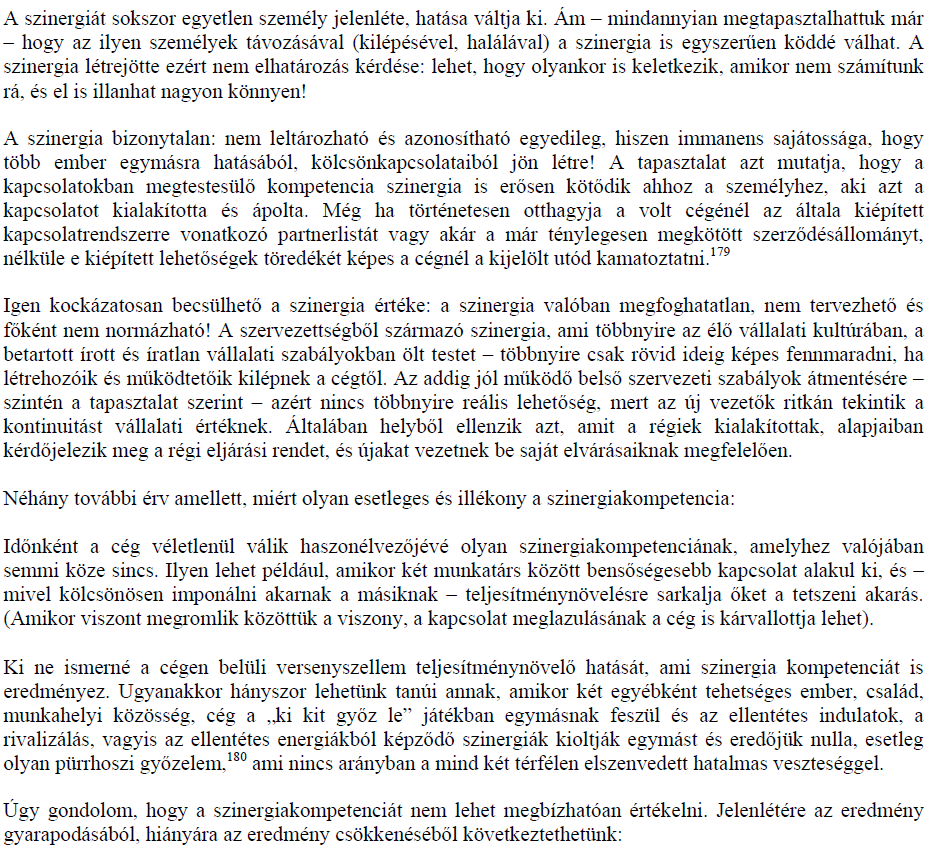 A szinergiát sokszor egyetlen személy jelenléte, hatása váltja ki. Ám – mindannyian megtapasztalhattuk már
– hogy az ilyen személyek távozásával (kilépésével, halálával) a szinergia is egyszerűen köddé válhat. A
szinergia létrejötte ezért nem elhatározás kérdése: lehet, hogy olyankor is keletkezik, amikor nem számítunk
rá, és el is illanhat nagyon könnyen!
A szinergia bizonytalan: nem leltározható és azonosítható egyedileg, hiszen immanens sajátossága, hogy
több ember egymásra hatásából, kölcsönkapcsolataiból jön létre! A tapasztalat azt mutatja, hogy a
kapcsolatokban megtestesülő kompetencia szinergia is erősen kötődik ahhoz a személyhez, aki azt a
kapcsolatot kialakította és ápolta. Még ha történetesen otthagyja a volt cégénél az általa kiépített
kapcsolatrendszerre vonatkozó partnerlistát vagy akár a már ténylegesen megkötött szerződésállományt,
nélküle e kiépített lehetőségek töredékét képes a cégnél a kijelölt utód kamatoztatni.179
Igen kockázatosan becsülhető a szinergia értéke: a szinergia valóban megfoghatatlan, nem tervezhető és
főként nem normázható! A szervezettségből származó szinergia, ami többnyire az élő vállalati kultúrában, a
betartott írott és íratlan vállalati szabályokban ölt testet – többnyire csak rövid ideig képes fennmaradni, ha
létrehozóik és működtetőik kilépnek a cégtől. Az addig jól működő belső szervezeti szabályok átmentésére –
szintén a tapasztalat szerint – azért nincs többnyire reális lehetőség, mert az új vezetők ritkán tekintik a
kontinuitást vállalati értéknek. Általában helyből ellenzik azt, amit a régiek kialakítottak, alapjaiban
kérdőjelezik meg a régi eljárási rendet, és újakat vezetnek be saját elvárásaiknak megfelelően.
Néhány további érv amellett, miért olyan esetleges és illékony a szinergiakompetencia:
Időnként a cég véletlenül válik haszonélvezőjévé olyan szinergiakompetenciának, amelyhez valójában
semmi köze sincs. Ilyen lehet például, amikor két munkatárs között bensőségesebb kapcsolat alakul ki, és –
mivel kölcsönösen imponálni akarnak a másiknak – teljesítménynövelésre sarkalja őket a tetszeni akarás.
(Amikor viszont megromlik közöttük a viszony, a kapcsolat meglazulásának a cég is kárvallottja lehet).
Ki ne ismerné a cégen belüli versenyszellem teljesítménynövelő hatását, ami szinergia kompetenciát is
eredményez. Ugyanakkor hányszor lehetünk tanúi annak, amikor két egyébként tehetséges ember, család,
munkahelyi közösség, cég a „ki kit győz le” játékban egymásnak feszül és az ellentétes indulatok, a
rivalizálás, vagyis az ellentétes energiákból képződő szinergiák kioltják egymást és eredőjük nulla, esetleg
olyan pürrhoszi győzelem,180 ami nincs arányban a mind két térfélen elszenvedett hatalmas veszteséggel.
Úgy gondolom, hogy a szinergiakompetenciát nem lehet megbízhatóan értékelni. Jelenlétére az eredmény
gyarapodásából, hiányára az eredmény csökkenéséből következtethetünk: